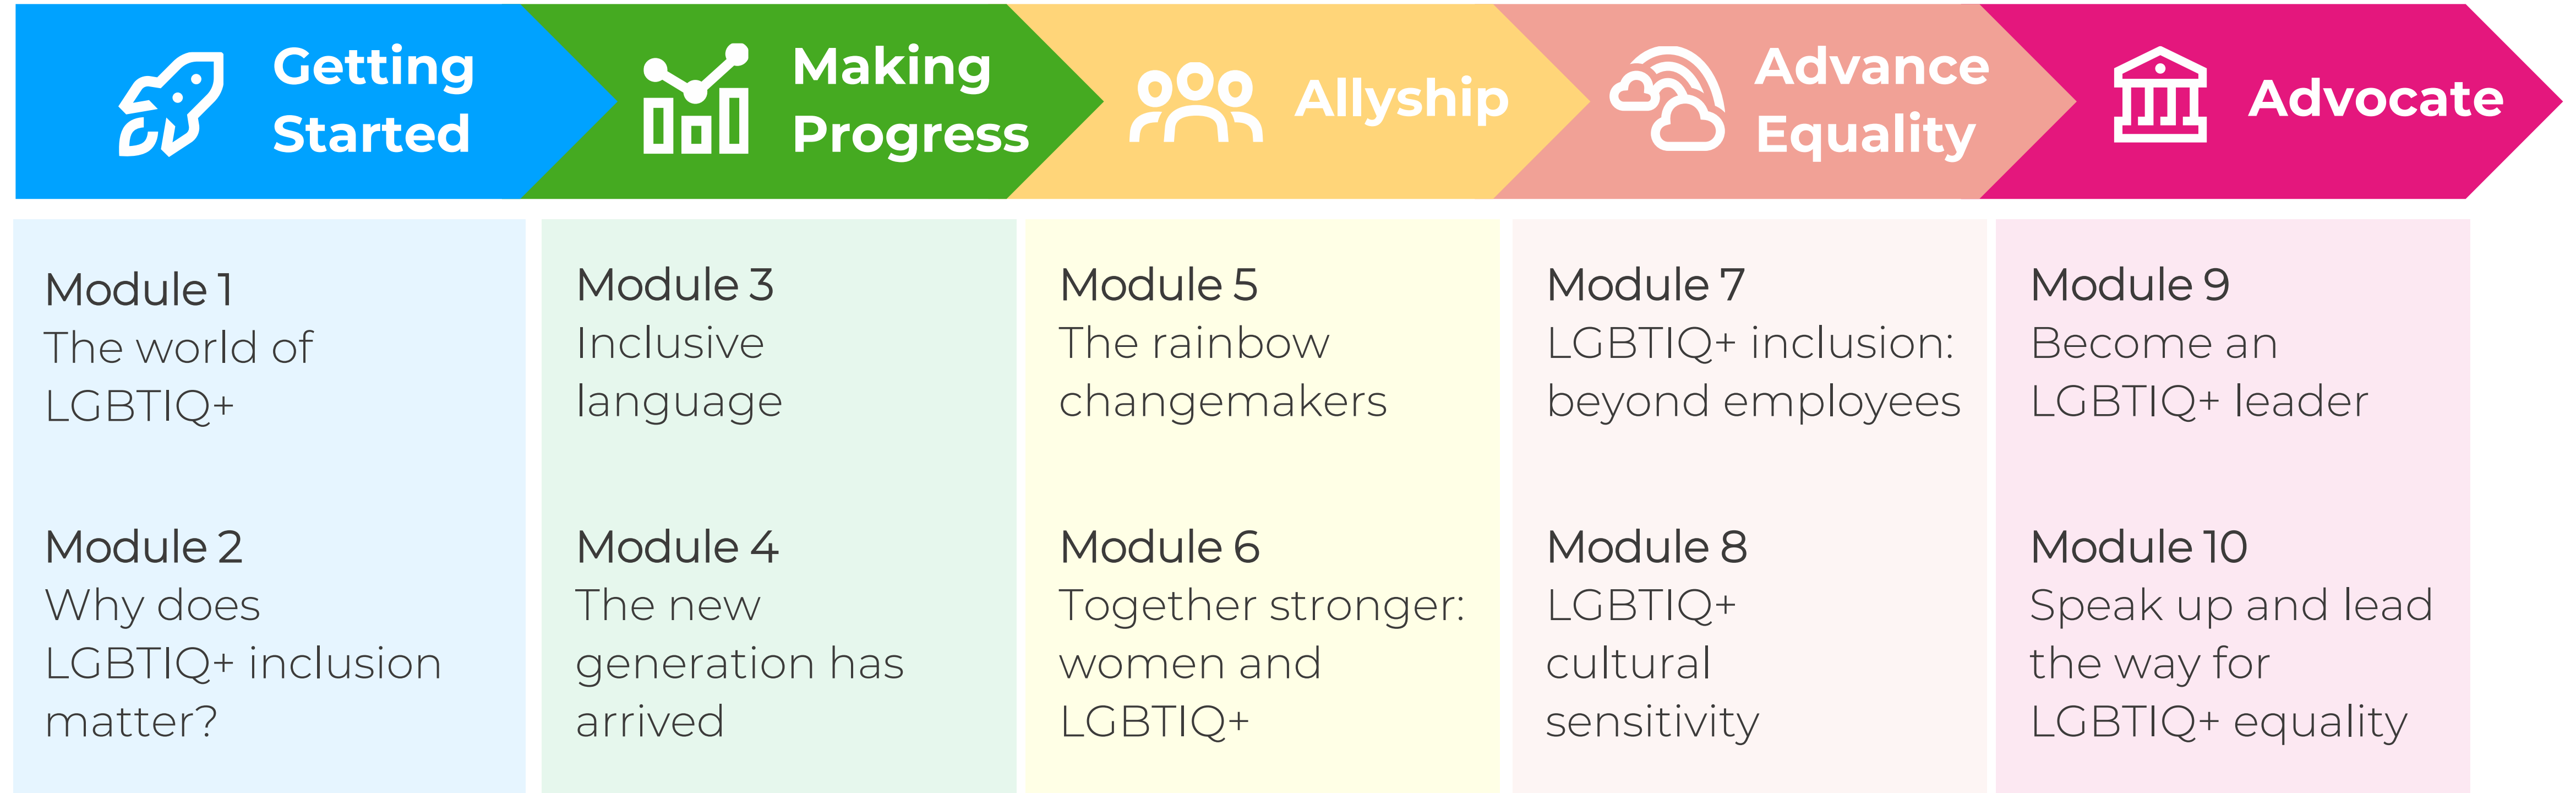 Getting
Started
Making
Progress
Allyship
Advance
Equality
Advocate
Module 1
The world of
LGBTIQ+
Module 2
Why does
LGBTIQ+ inclusion
matter?
Module 3
Inclusive
language
Module 4
The new
generation has
arrived
Module 5
The rainbow
changemakers
Module 6
Together stronger:
women and
LGBTIQ+
Module 7
LGBTIQ+ inclusion:
beyond employees
Module 8
LGBTIQ+
cultural
sensitivity
Module 9
Become an
LGBTIQ+ leader
Module 10
Speak up and lead
the way for
LGBTIQ+ equality